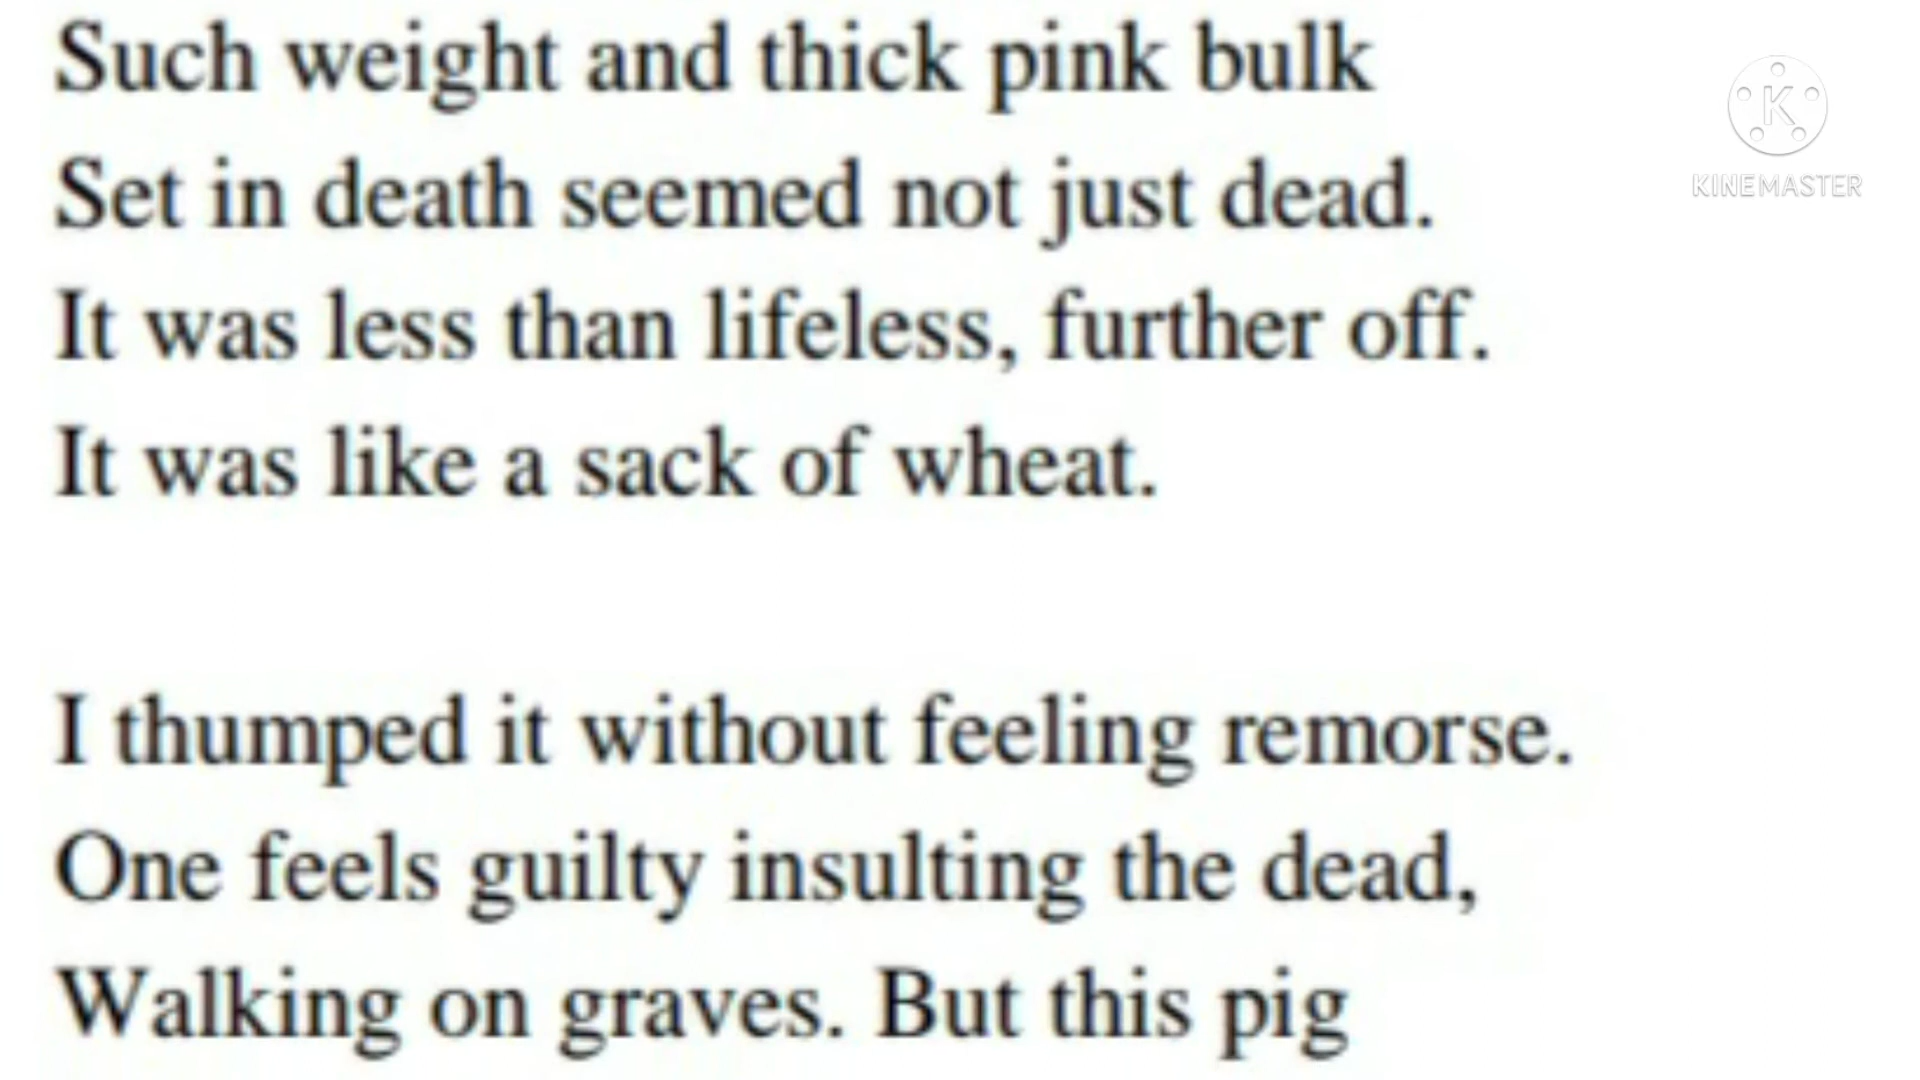 Such weight and thick pink bulk
Set in death seemed not just dead.
It was less than lifeless, further off.
It was like a sack of wheat.
I thumped it without feeling remorse.
One feels guilty insulting the dead,
Walking on graves. But this pig
K
KINEMASTER